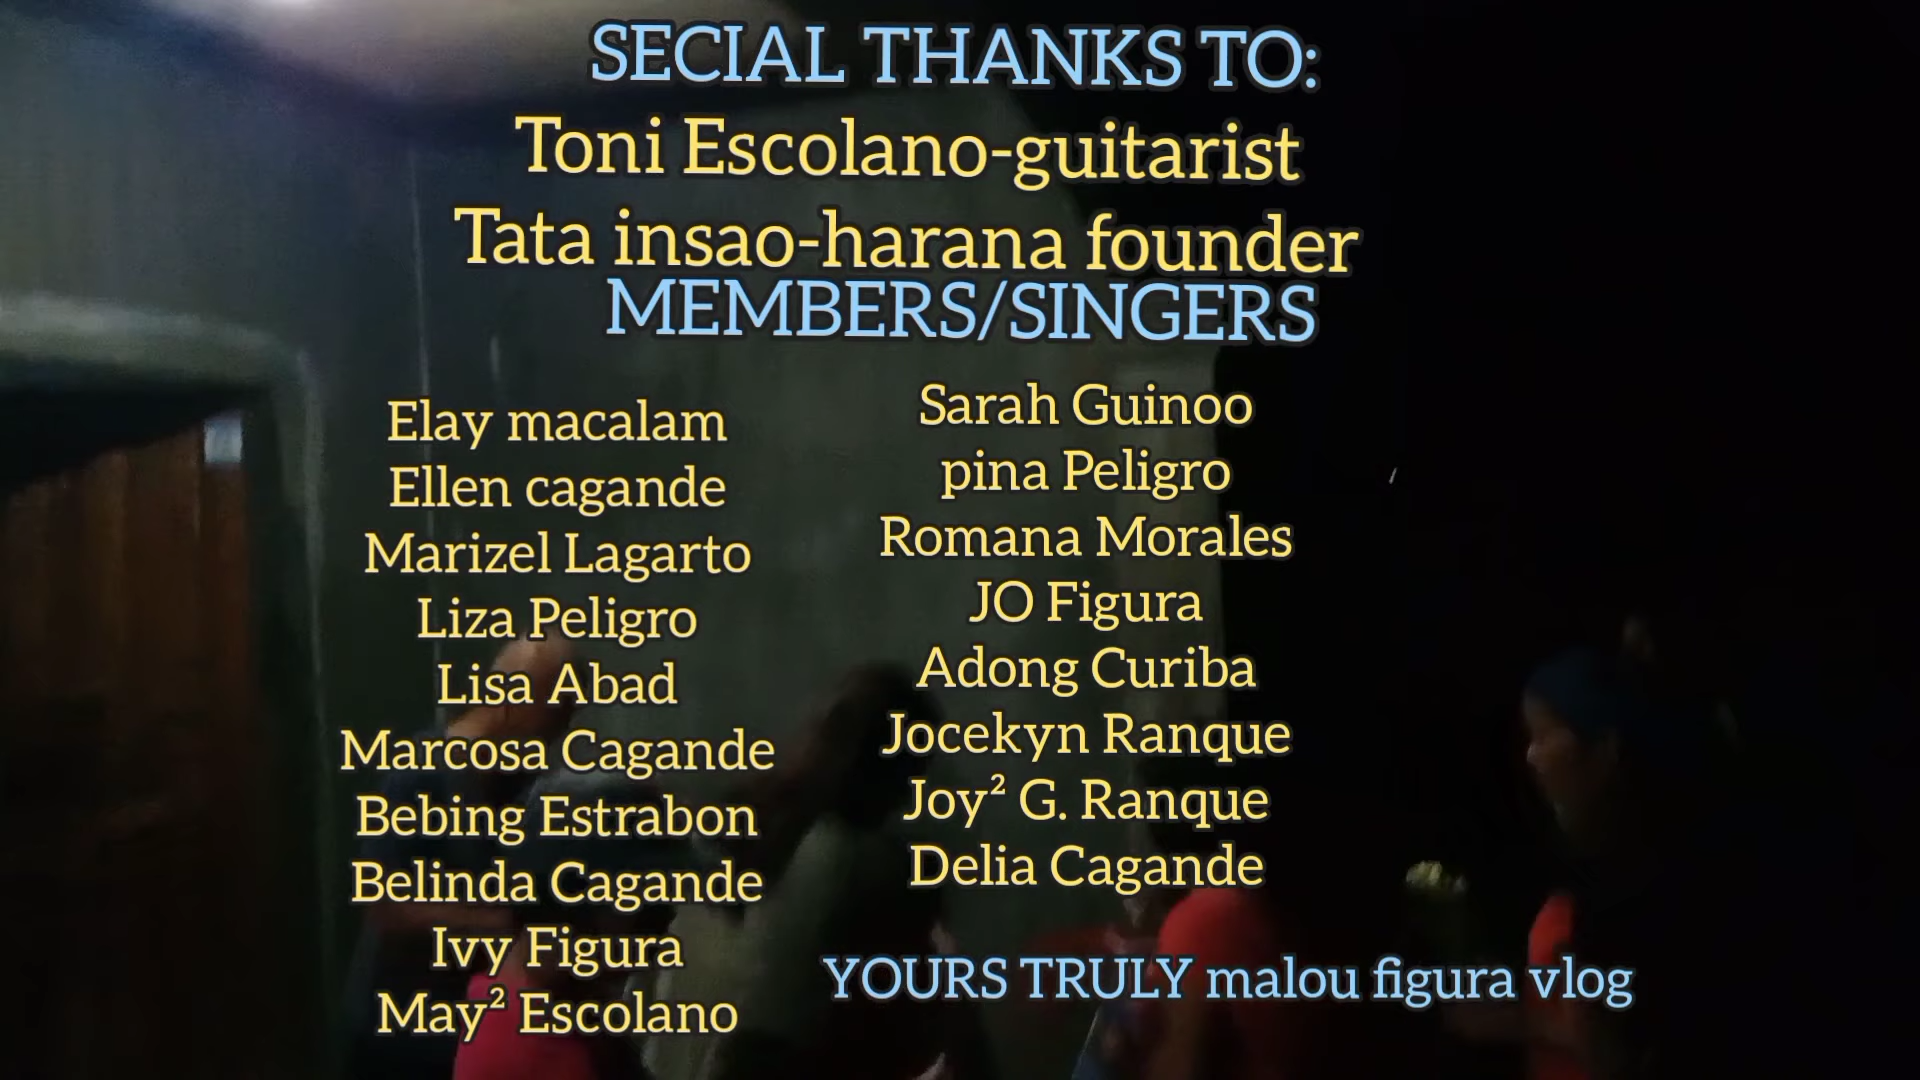 SECIAL THANKS TO:
Toni Escolano-guitarist
Tata insao-harana founder
MEMBERS/SINGERS
Elay macalam
Ellen cagande
Marizel Lagarto
Liza Peligro
Lisa Abad
Marcosa Cagande
Bebing Estrabon
Belinda Cagande
Ivy Figura
May² Escolano
Sarah Guinoo
pina Peligro
Romana Morales
JO Figura
Adong Curiba
Jocekyn Ranque
Joy² G. Ranque
Delia Cagande
YOURS TRULY malou figura vlog